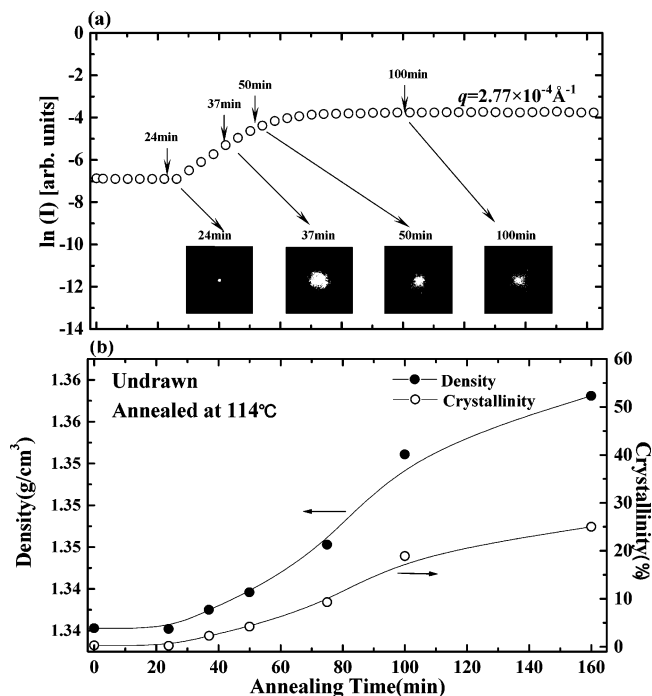 (a)
0
-2
-4
-6
-8
-10
-12
-14
ln (I) [arb. units]
24min
37min
50min
100min
q=2.77×10⁻⁴Å⁻¹
24min
37min
50min
100min
(b)
Undrawn
Annealed at 114℃
Density
Crystallinity
1.36
1.36
1.35
1.35
1.35
1.34
1.34
Density(g/cm³)
60
50
40
30
20
10
0
Crystallinity(%)
0 20 40 60 80 100 120 140 160
Annealing Time(min)